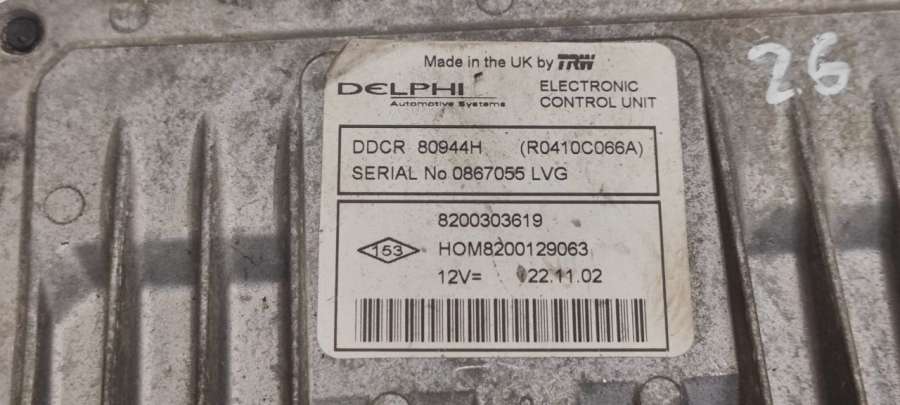 Made in the UK by TRW
26
DELPHI
Automotive Systems
ELECTRONIC
CONTROL UNIT
DDCR 80944H (R0410C066A)
SERIAL No 0867055 LVG
8200303619
153
HOM8200129063
12V= 22.11.02